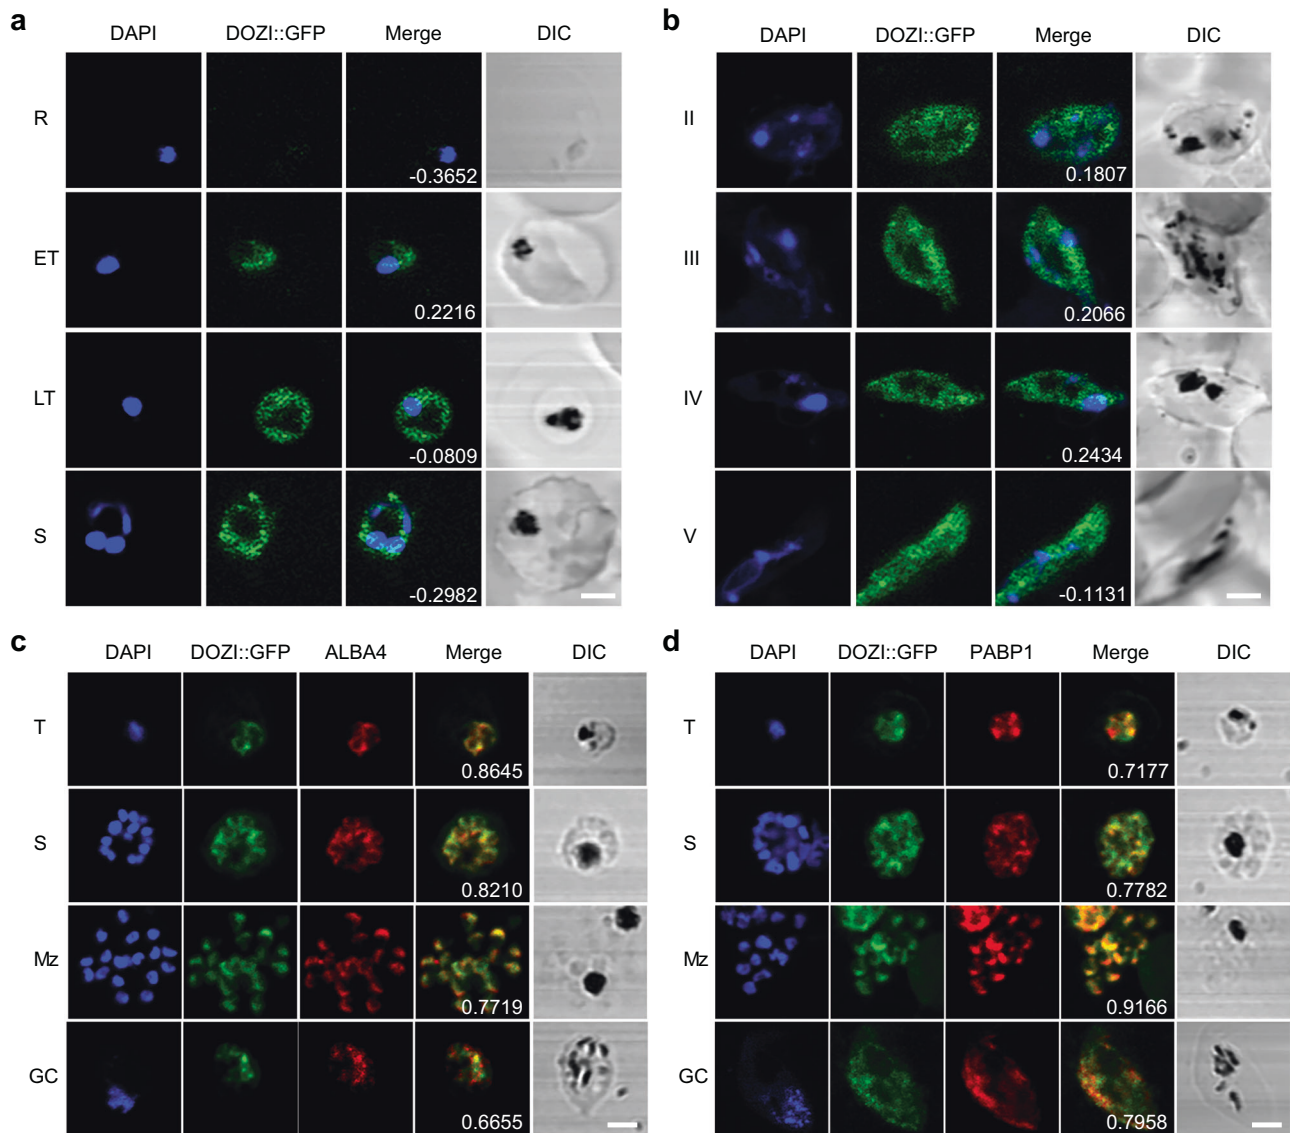 a
DAPI DOZI::GFP Merge DIC
R
-0.3652
ET
0.2216
LT
-0.0809
S
-0.2982
b
DAPI DOZI::GFP Merge DIC
II
0.1807
III
0.2066
IV
0.2434
V
-0.1131
c
DAPI DOZI::GFP ALBA4 Merge DIC
T
0.8645
S
0.8210
Mz
0.7719
GC
0.6655
d
DAPI DOZI::GFP PABP1 Merge DIC
T
0.7177
S
0.7782
Mz
0.9166
GC
0.7958